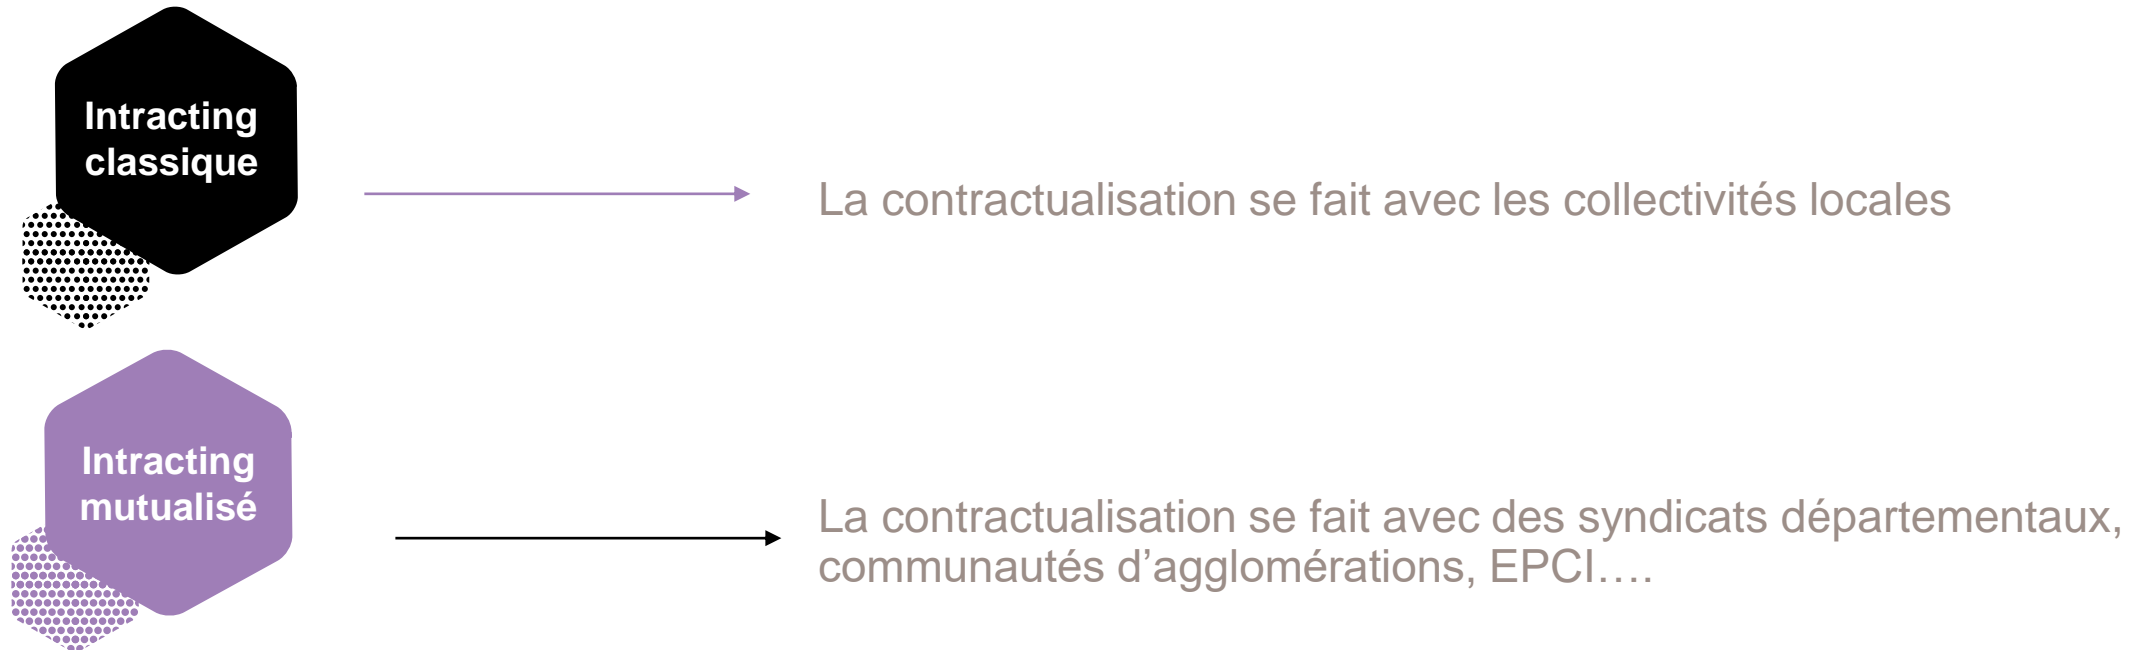 Intracting
classique
La contractualisation se fait avec les collectivités locales
Intracting
mutualisé
La contractualisation se fait avec des syndicats départementaux,
communautés d’agglomérations, EPCI….